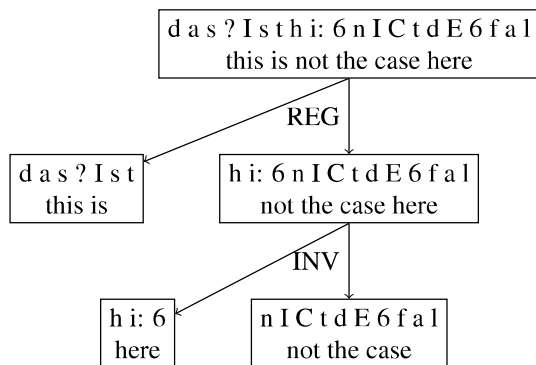 d a s ? I s t h i: 6 n I C t d E 6 f a l
this is not the case here
REG
d a s ? I s t
this is
h i: 6 n I C t d E 6 f a l
not the case here
INV
h i: 6
here
n I C t d E 6 f a l
not the case